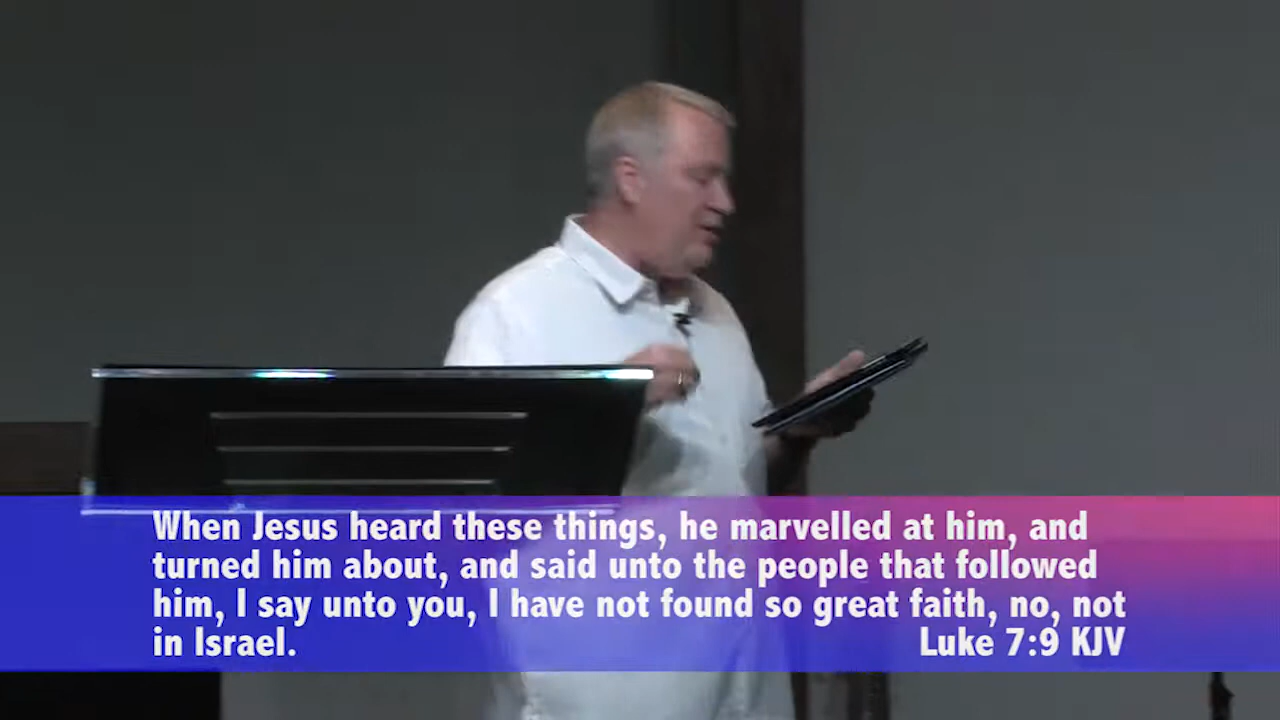 When Jesus heard these things, he marvelled at him, and
turned him about, and said unto the people that followed
him, I say unto you, I have not found so great faith, no, not
in Israel. Luke 7:9 KJV